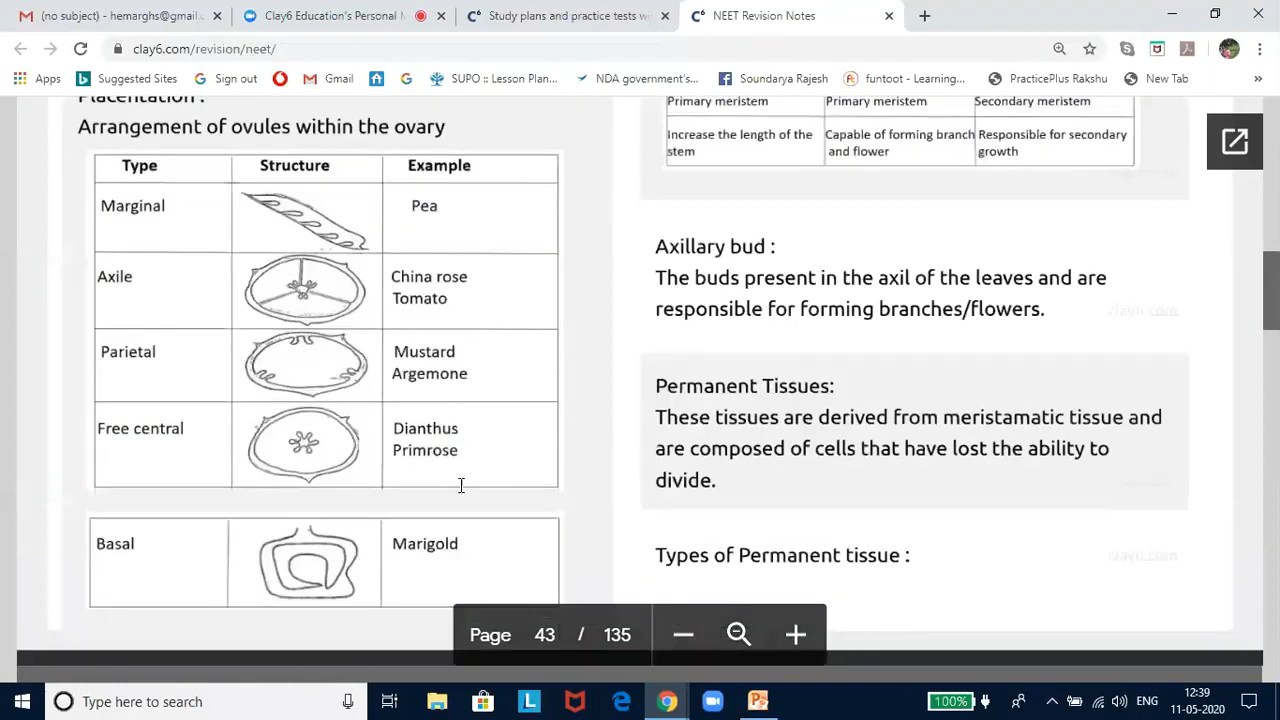 (no subject) - hemarghs@gmail.
Clay6 Education's Personal M
Study plans and practice tests w
NEET Revision Notes
clay6.com/revision/neet/
Apps
Suggested Sites
Sign out
Gmail
SUPO :: Lesson Plan...
NDA government's...
Soundarya Rajesh
funtoot - Learning...
PracticePlus Rakshu
New Tab
»
Placentation :
Arrangement of ovules within the ovary
Type Structure Example
Marginal Pea
Axile China rose
Tomato
Parietal Mustard
Argemone
Free central Dianthus
Primrose
Basal Marigold
Primary meristem Primary meristem Secondary meristem
Increase the length of the stem
Capable of forming branch and flower
Responsible for secondary growth
Axillary bud :
The buds present in the axil of the leaves and are
responsible for forming branches/flowers.
Permanent Tissues:
These tissues are derived from meristamatic tissue and
are composed of cells that have lost the ability to
divide.
Types of Permanent tissue :
Page 43 / 135
Type here to search
100%
ENG
12:39
11-05-2020